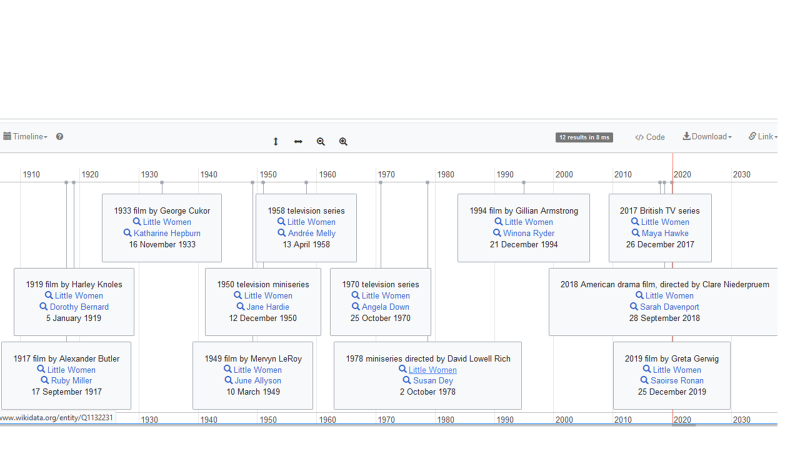 Timeline
12 results in 8 ms
</> Code
Download
Link
1910 1920 1930 1940 1950 1960 1970 1980 1990 2000 2010 2020 2030
1933 film by George Cukor
Little Women
Katharine Hepburn
16 November 1933
1958 television series
Little Women
Andrée Melly
13 April 1958
1994 film by Gillian Armstrong
Little Women
Winona Ryder
21 December 1994
2017 British TV series
Little Women
Maya Hawke
26 December 2017
1919 film by Harley Knoles
Little Women
Dorothy Bernard
5 January 1919
1950 television miniseries
Little Women
Jane Hardie
12 December 1950
1970 television series
Little Women
Angela Down
25 October 1970
2018 American drama film, directed by Clare Niederpruem
Little Women
Sarah Davenport
28 September 2018
1917 film by Alexander Butler
Little Women
Ruby Miller
17 September 1917
1949 film by Mervyn LeRoy
Little Women
June Allyson
10 March 1949
1978 miniseries directed by David Lowell Rich
Little Women
Susan Dey
2 October 1978
2019 film by Greta Gerwig
Little Women
Saoirse Ronan
25 December 2019
www.wikidata.org/entity/Q1132231
1930 1940 1950 1960 1970 1980 1990 2000 2010 2020 2030